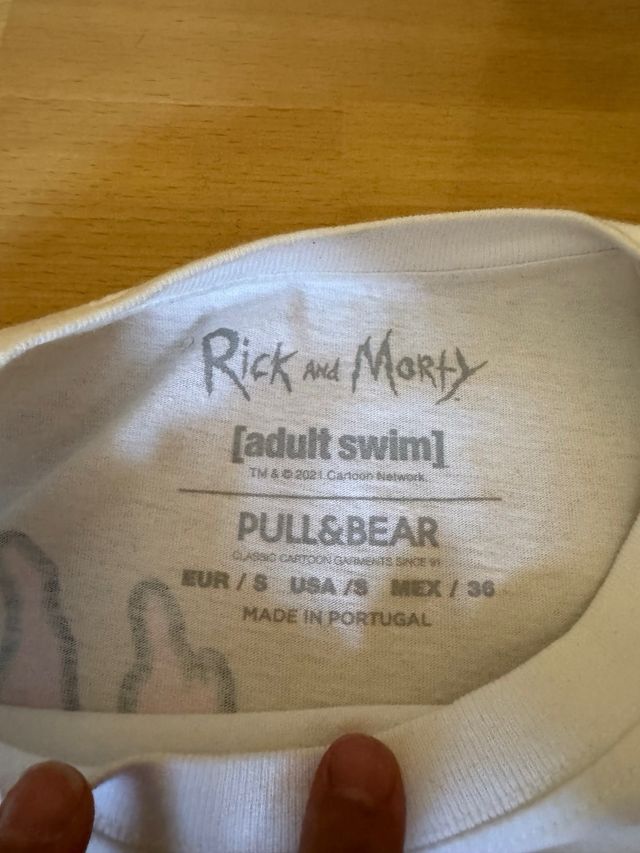 Rick and Morty
[adult swim]
TM & © 2021 Cartoon Network.
PULL&BEAR
CLASSIC CARTOON GARMENTS SINCE 91
EUR / S USA /S MEX / 36
MADE IN PORTUGAL